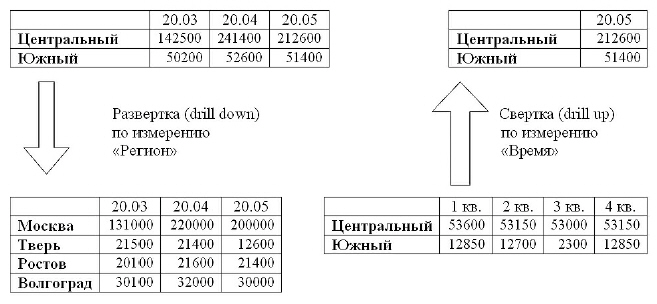 20.03 20.04 20.05
Центральный 142500 241400 212600
Южный 50200 52600 51400
20.05
Центральный 212600
Южный 51400
Развертка (drill down)
по измерению
«Регион»
Свертка (drill up)
по измерению
«Время»
20.03 20.04 20.05
Москва 131000 220000 200000
Тверь 21500 21400 12600
Ростов 20100 21600 21400
Волгоград 30100 32000 30000
1 кв. 2 кв. 3 кв. 4 кв.
Центральный 53600 53150 53000 53150
Южный 12850 12700 2300 12850